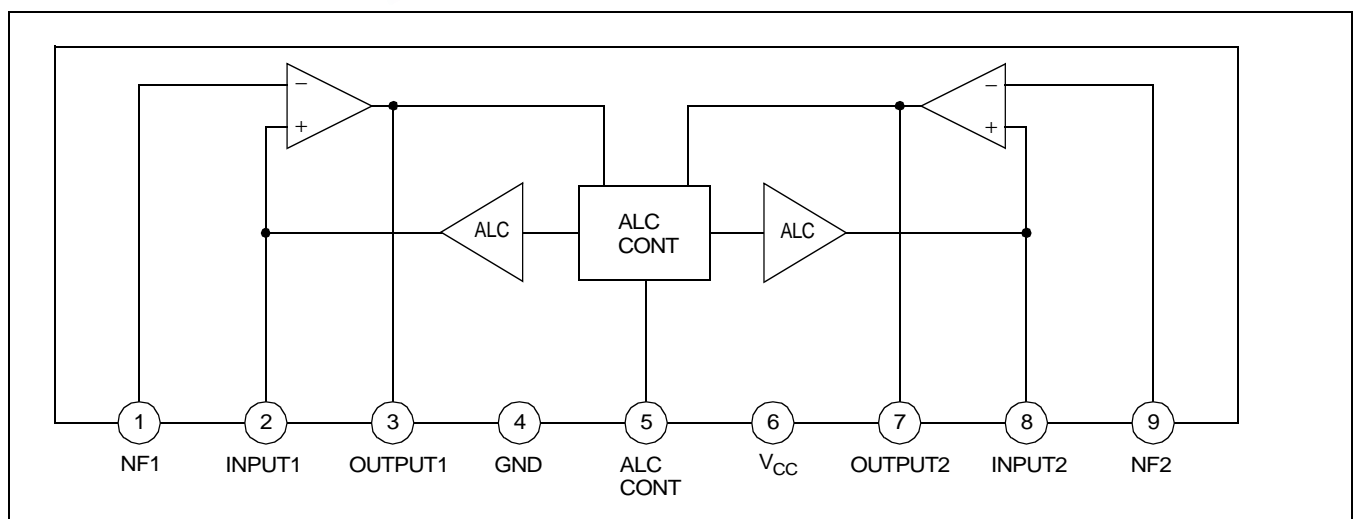 − −
+ +
ALC ALC CONT ALC
1 2 3 4 5 6 7 8 9
NF1 INPUT1 OUTPUT1 GND ALC CONT VCC OUTPUT2 INPUT2 NF2